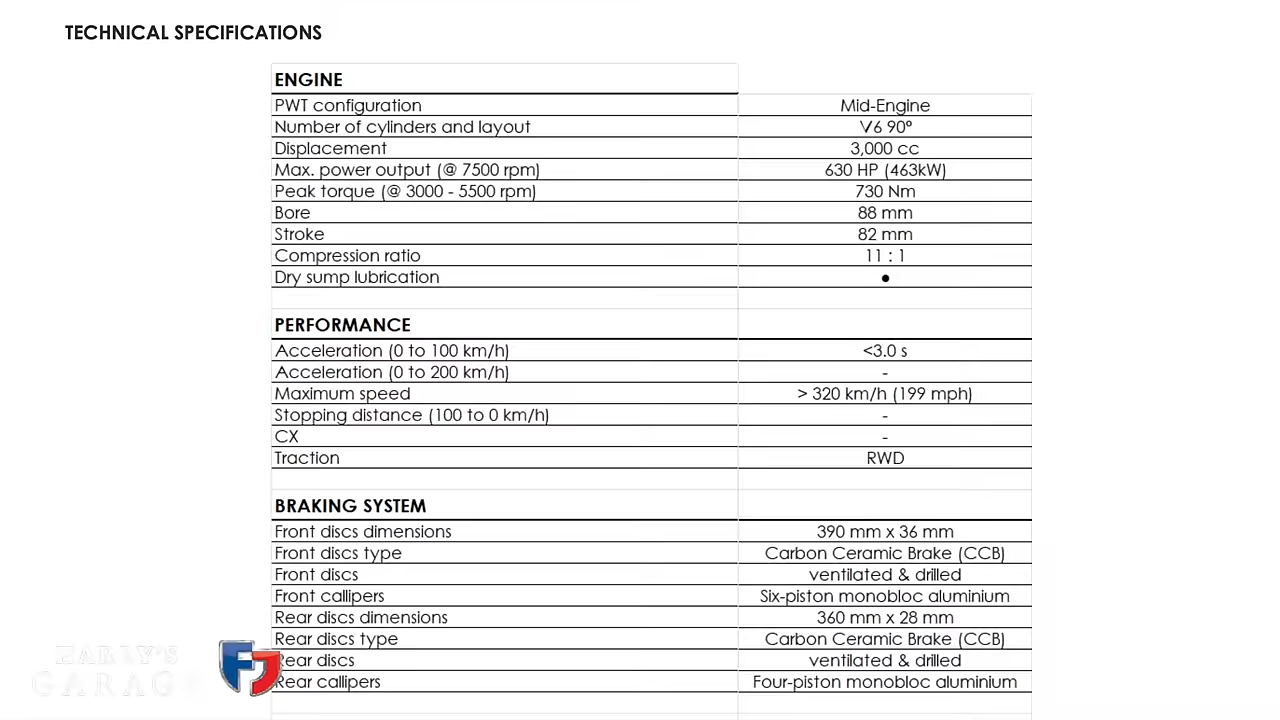 TECHNICAL SPECIFICATIONS
ENGINE
PWT configuration Mid-Engine
Number of cylinders and layout V6 90°
Displacement 3,000 cc
Max. power output (@ 7500 rpm) 630 HP (463kW)
Peak torque (@ 3000 - 5500 rpm) 730 Nm
Bore 88 mm
Stroke 82 mm
Compression ratio 11 : 1
Dry sump lubrication •
PERFORMANCE
Acceleration (0 to 100 km/h) <3.0 s
Acceleration (0 to 200 km/h) -
Maximum speed > 320 km/h (199 mph)
Stopping distance (100 to 0 km/h) -
CX -
Traction RWD
BRAKING SYSTEM
Front discs dimensions 390 mm x 36 mm
Front discs type Carbon Ceramic Brake (CCB)
Front discs ventilated & drilled
Front callipers Six-piston monobloc aluminium
Rear discs dimensions 360 mm x 28 mm
Rear discs type Carbon Ceramic Brake (CCB)
Rear discs ventilated & drilled
Rear callipers Four-piston monobloc aluminium
HARRY'S
GARAGE